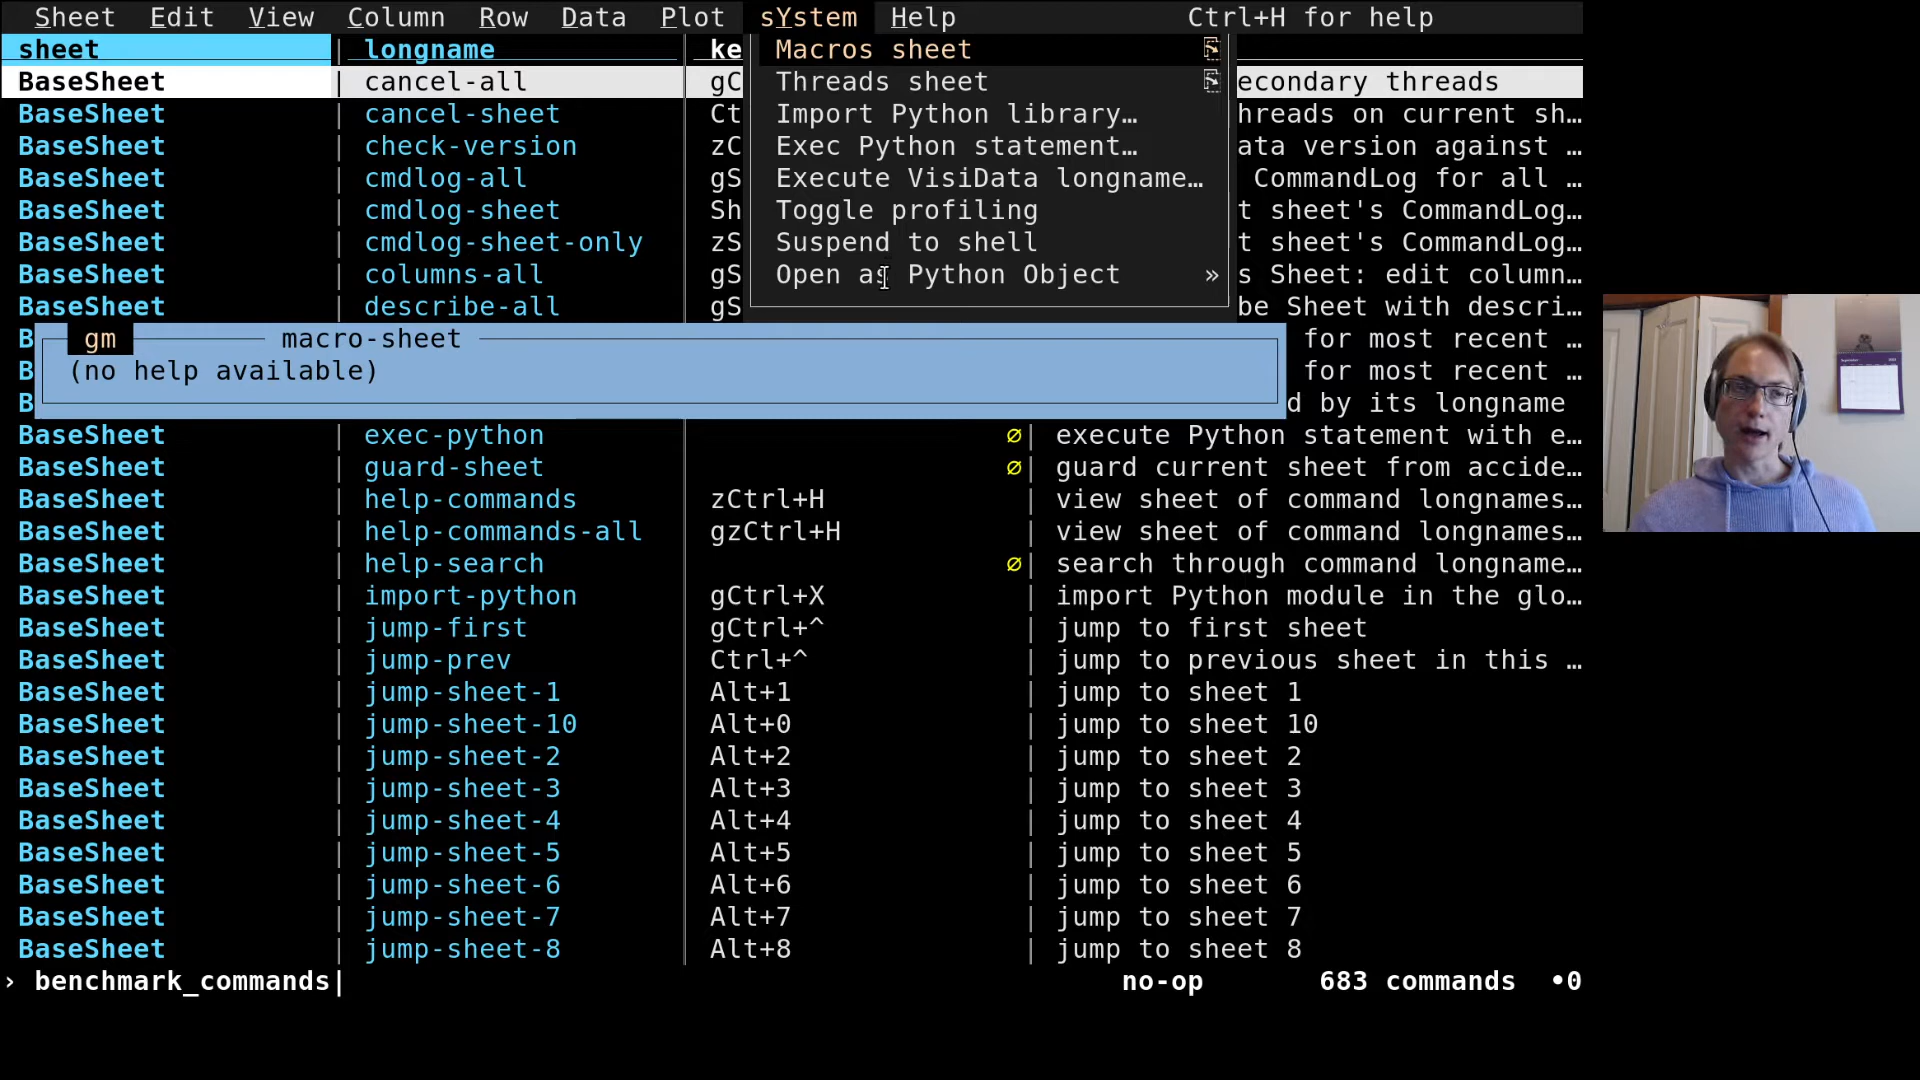 Sheet Edit View Column Row Data Plot sYstem Help Ctrl+H for help
sheet | longname ke Macros sheet
BaseSheet | cancel-all gC Threads sheet econdary threads
BaseSheet | cancel-sheet Ct Import Python library… hreads on current sh…
BaseSheet | check-version zC Exec Python statement… ata version against …
BaseSheet | cmdlog-all gS Execute VisiData longname… CommandLog for all …
BaseSheet | cmdlog-sheet Sh Toggle profiling t sheet's CommandLog…
BaseSheet | cmdlog-sheet-only zS Suspend to shell t sheet's CommandLog…
BaseSheet | columns-all gS Open as Python Object » s Sheet: edit column…
BaseSheet | describe-all gS be Sheet with descri…
B gm macro-sheet for most recent …
B (no help available) for most recent …
B d by its longname
BaseSheet | exec-python ∅| execute Python statement with e…
BaseSheet | guard-sheet ∅| guard current sheet from accide…
BaseSheet | help-commands zCtrl+H | view sheet of command longnames…
BaseSheet | help-commands-all gzCtrl+H | view sheet of command longnames…
BaseSheet | help-search ∅| search through command longname…
BaseSheet | import-python gCtrl+X | import Python module in the glo…
BaseSheet | jump-first gCtrl+^ | jump to first sheet
BaseSheet | jump-prev Ctrl+^ | jump to previous sheet in this …
BaseSheet | jump-sheet-1 Alt+1 | jump to sheet 1
BaseSheet | jump-sheet-10 Alt+0 | jump to sheet 10
BaseSheet | jump-sheet-2 Alt+2 | jump to sheet 2
BaseSheet | jump-sheet-3 Alt+3 | jump to sheet 3
BaseSheet | jump-sheet-4 Alt+4 | jump to sheet 4
BaseSheet | jump-sheet-5 Alt+5 | jump to sheet 5
BaseSheet | jump-sheet-6 Alt+6 | jump to sheet 6
BaseSheet | jump-sheet-7 Alt+7 | jump to sheet 7
BaseSheet | jump-sheet-8 Alt+8 | jump to sheet 8
› benchmark_commands| no-op 683 commands •0